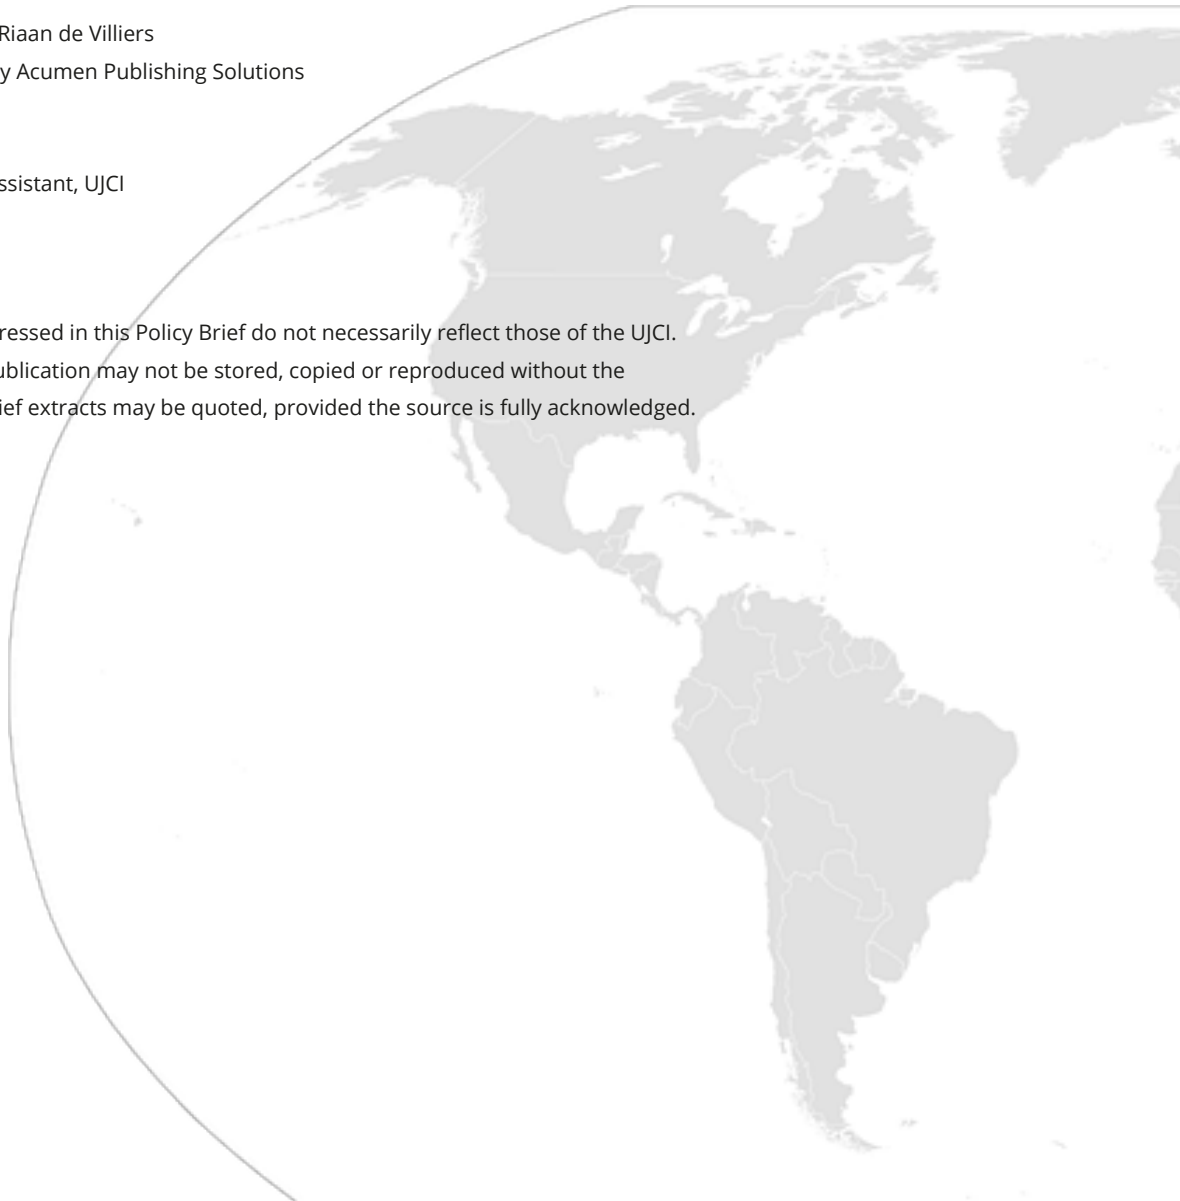 Riaan de Villiers
y Acumen Publishing Solutions
ssistant, UJCI
ressed in this Policy Brief do not necessarily reflect those of the UJCI.
ublication may not be stored, copied or reproduced without the
ief extracts may be quoted, provided the source is fully acknowledged.